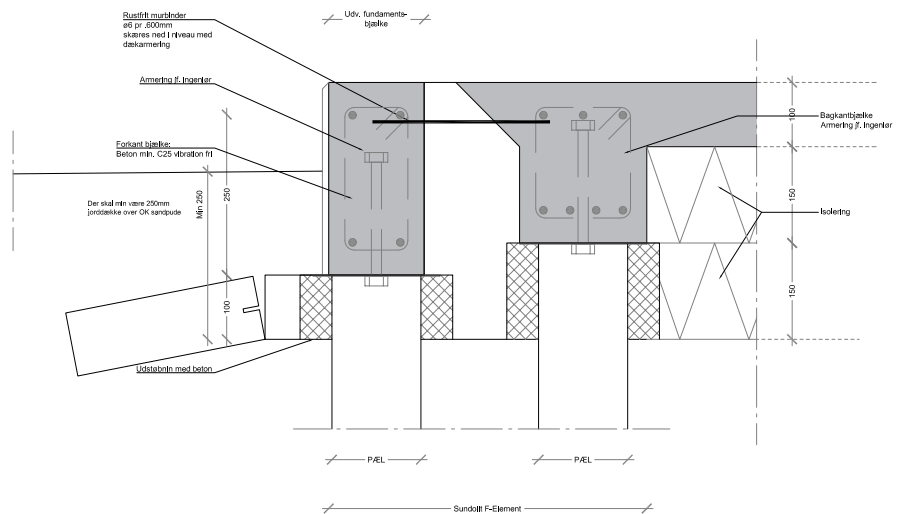 Rustfrit murbinder
ø6 pr .600mm
skæres ned i niveau med
dækarmering
Udv. fundaments-
bjælke
Armering jf. ingeniør
Forkant bjælke:
Beton min. C25 vibration fri
Der skal min være 250mm
jorddække over OK sandpude
Min 250
250
100
Udstøbnin med beton
100
150
150
Bagkantbjælke
Armering jf. ingeniør
Isolering
PÆL
PÆL
Sundolitt F-Element